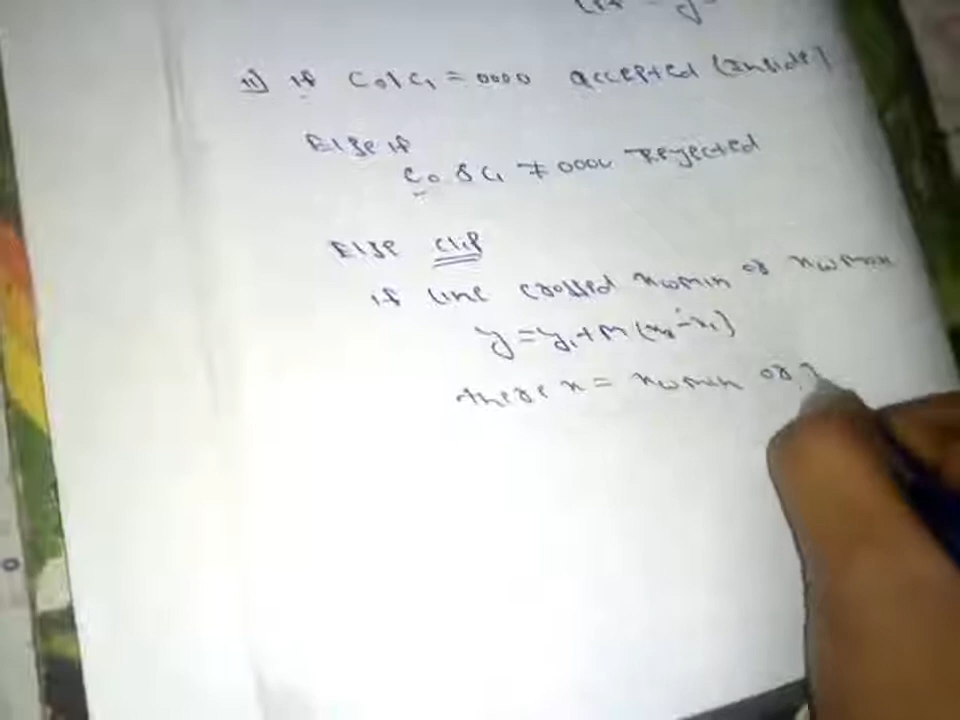 ii) if C0|C1 = 0000 accepted (Inside)
Else if
C0 & C1 ≠ 0000 Rejected
Else clip
if line crossed xwmin or xwmax
y = y1 + m(x - x1)
there x = xwmin or